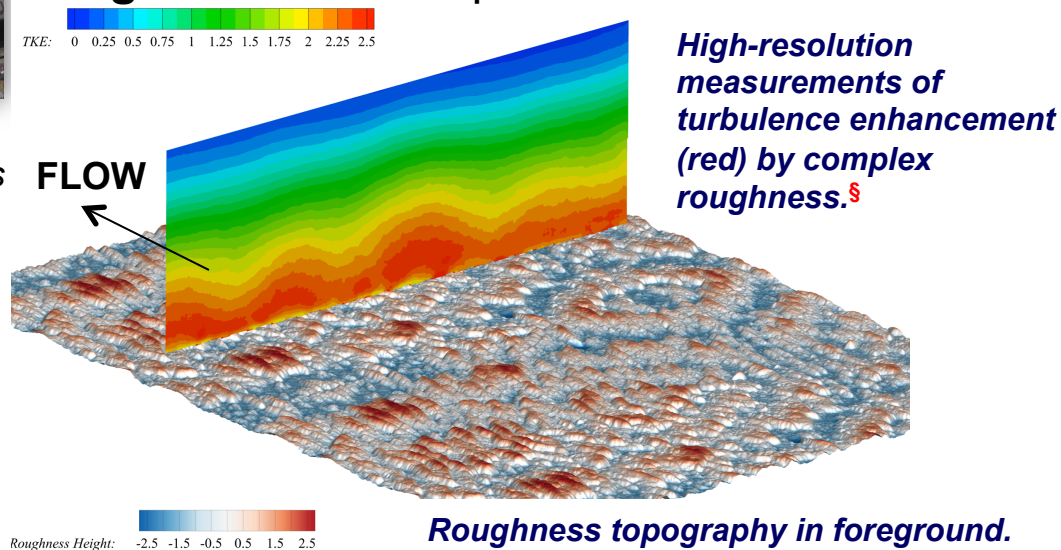 TKE: 0 0.25 0.5 0.75 1 1.25 1.5 1.75 2 2.25 2.5
High-resolution
measurements of
turbulence enhancement
(red) by complex
roughness.§
FLOW
Roughness topography in foreground.
Roughness Height: -2.5 -1.5 -0.5 0.5 1.5 2.5